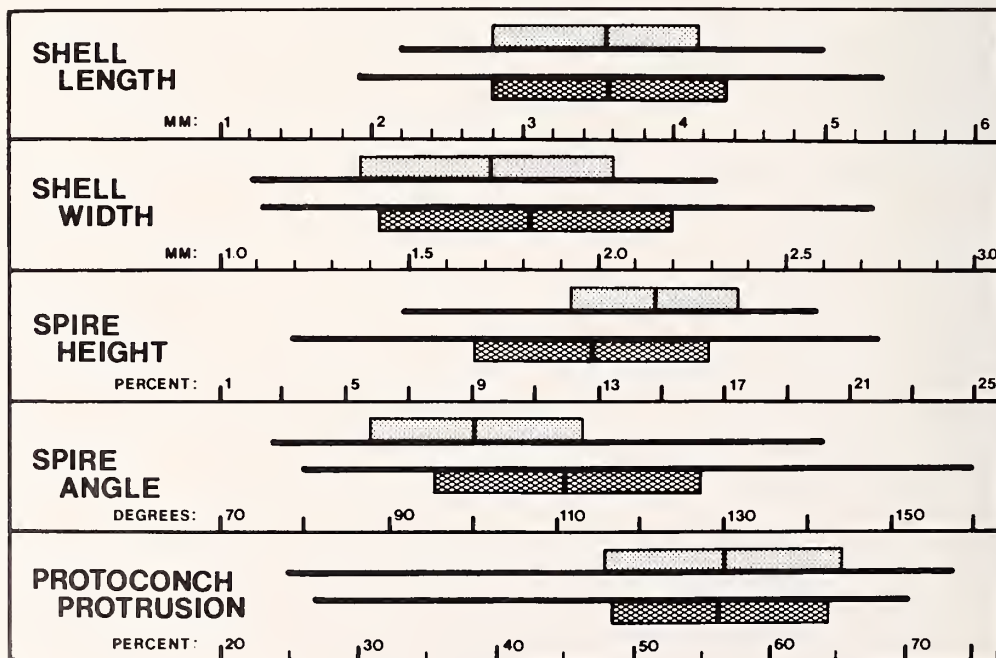 SHELL
LENGTH
MM: 1 2 3 4 5 6
SHELL
WIDTH
MM: 1.0 1.5 2.0 2.5 3.0
SPIRE
HEIGHT
PERCENT: 1 5 9 13 17 21 25
SPIRE
ANGLE
DEGREES: 70 90 110 130 150
PROTOCONCH
PROTRUSION
PERCENT: 20 30 40 50 60 70